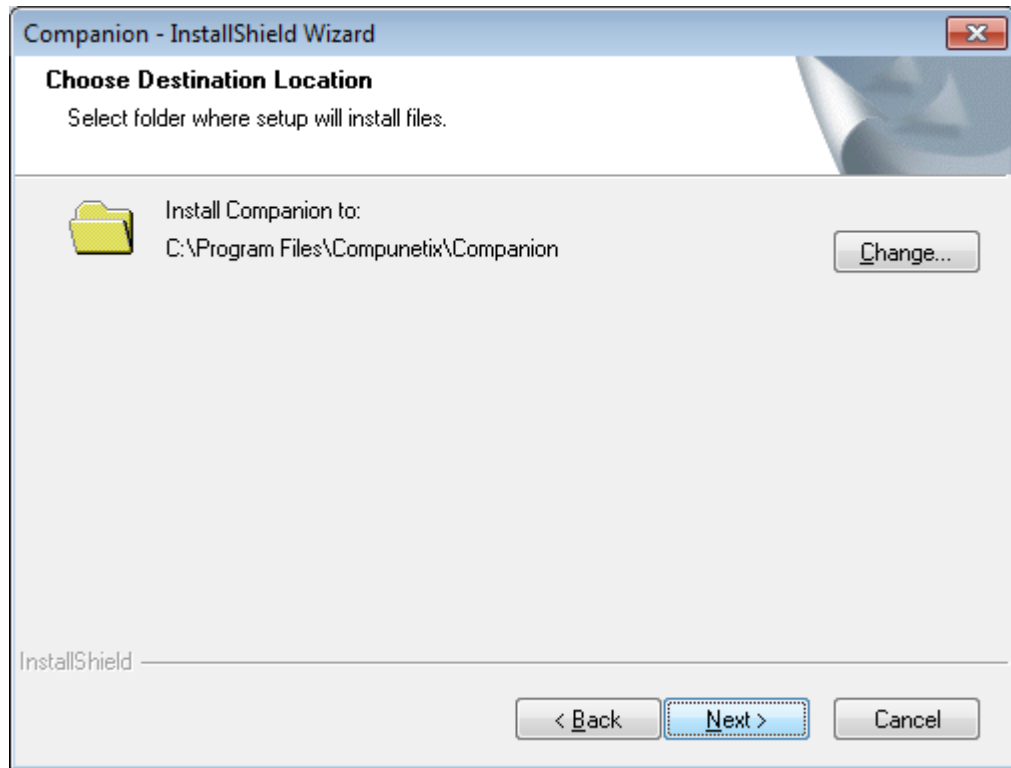 Companion - InstallShield Wizard
Choose Destination Location
Select folder where setup will install files.
Install Companion to:
C:\Program Files\Compunetix\Companion
Change...
InstallShield
< Back
Next >
Cancel